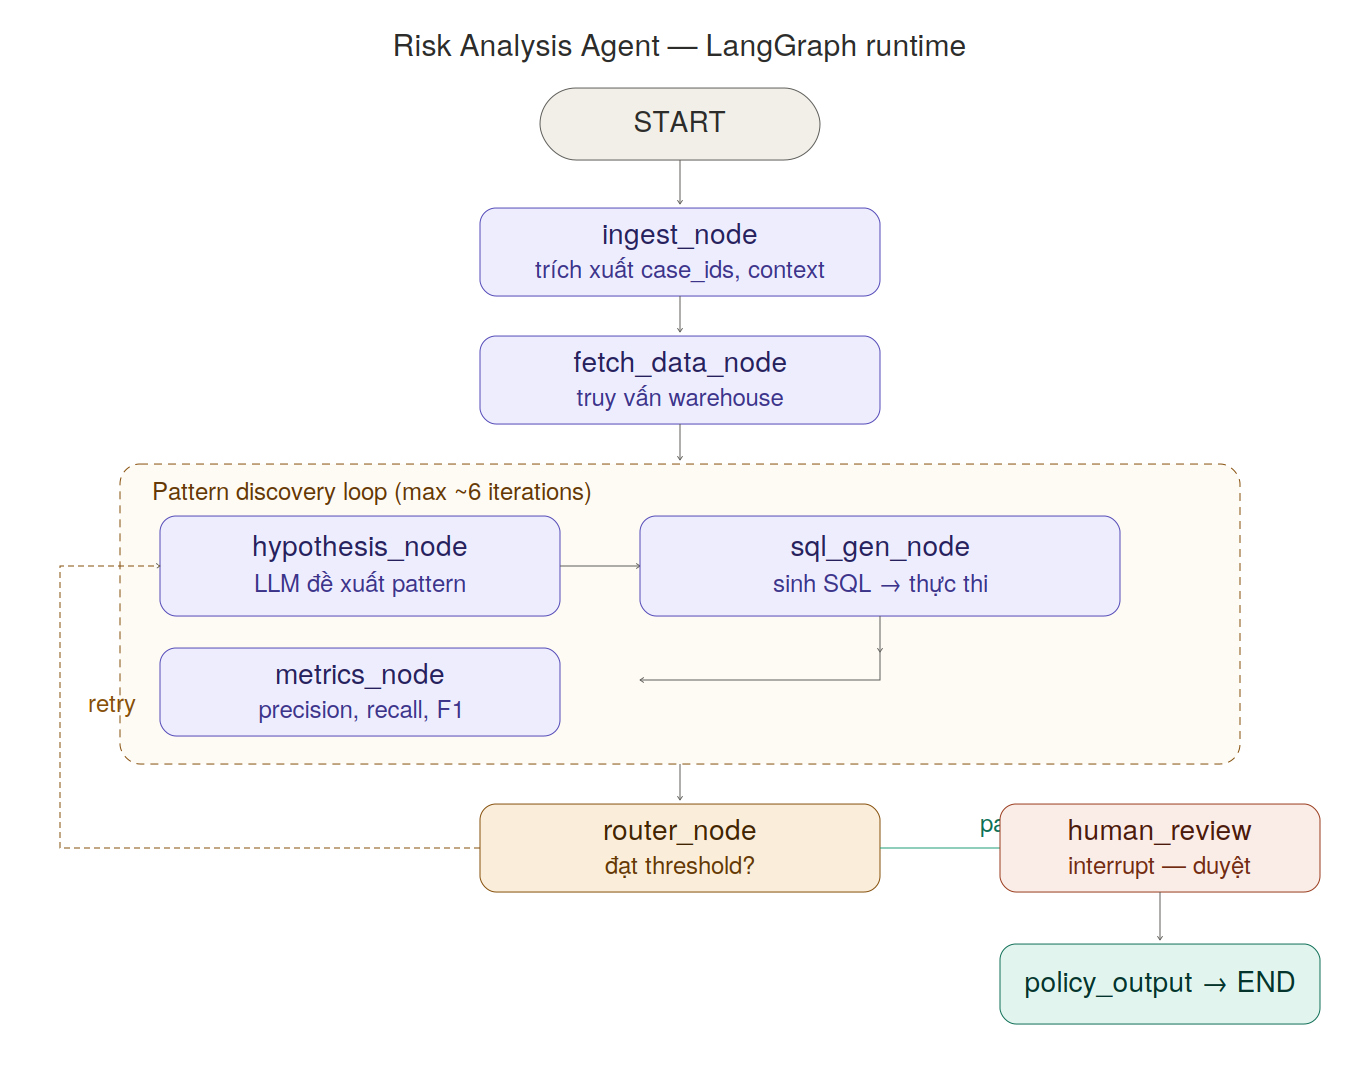 Risk Analysis Agent — LangGraph runtime
START
ingest_node
trích xuất case_ids, context
fetch_data_node
truy vấn warehouse
Pattern discovery loop (max ~6 iterations)
hypothesis_node
LLM đề xuất pattern
sql_gen_node
sinh SQL → thực thi
metrics_node
precision, recall, F1
retry
router_node
đạt threshold?
human_review
interrupt — duyệt
policy_output → END